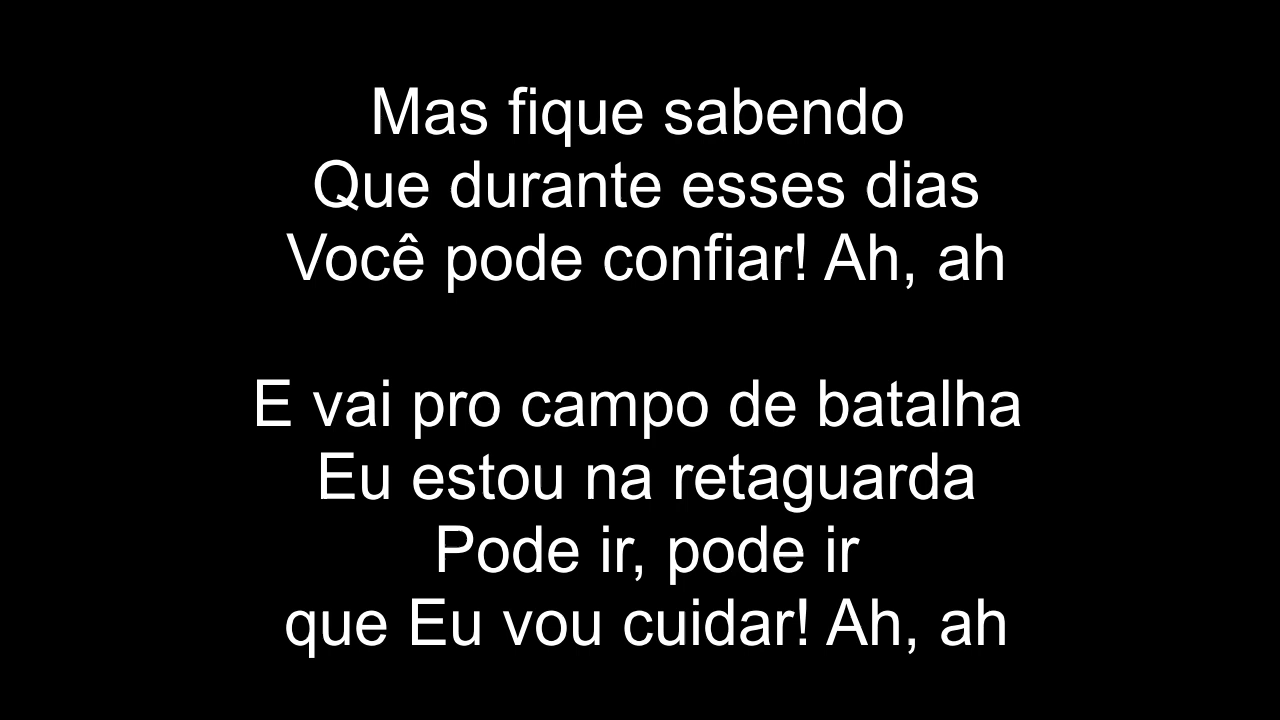 Mas fique sabendo
Que durante esses dias
Você pode confiar! Ah, ah
E vai pro campo de batalha
Eu estou na retaguarda
Pode ir, pode ir
que Eu vou cuidar! Ah, ah